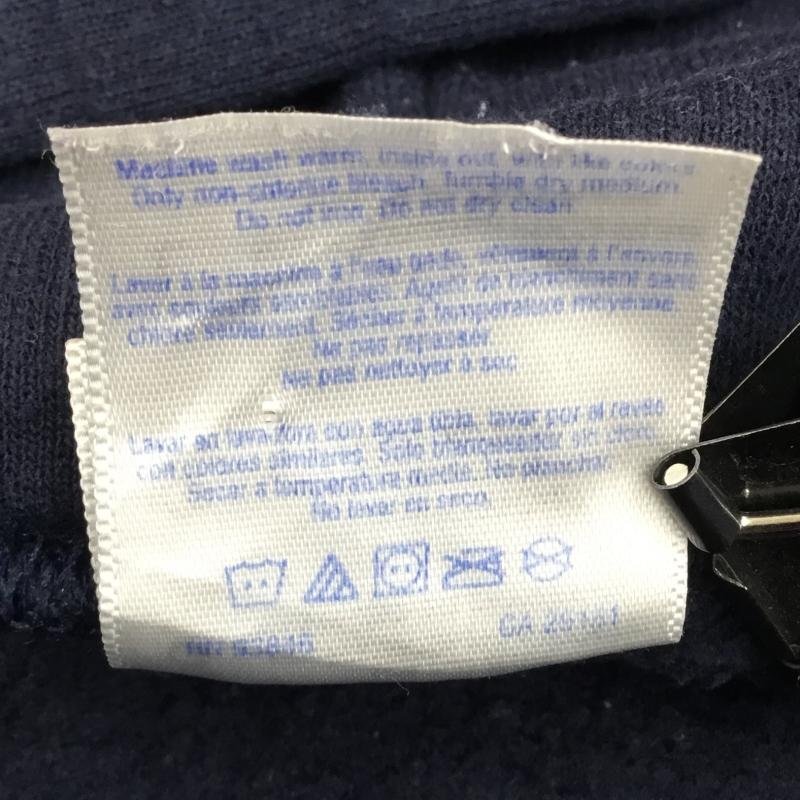 Machine wash warm, inside out, with like colors.
Only non-chlorine bleach. Tumble dry medium.
Do not iron. Do not dry clean.
Laver à la machine à l'eau tiède, vêtement à l'envers
avec couleurs semblables. Agent de blanchiment sans
chlore seulement. Sécher à température moyenne
Ne pas repasser
Ne pas nettoyer à sec
Lavar en lavadora con agua tibia, lavar por el revés
con colores similares. Solo blanqueador sin cloro.
Secar a temperatura media. No planchar.
No lavar en seco.
RN
CA